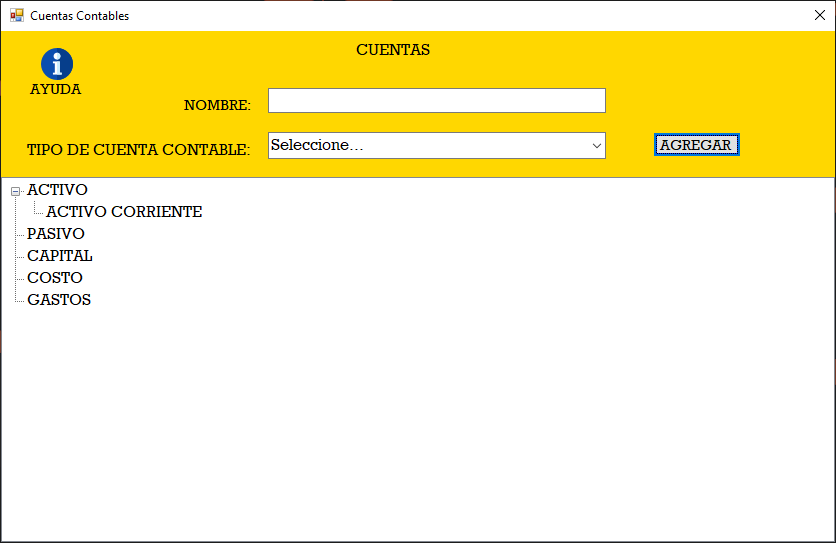 Cuentas Contables
CUENTAS
AYUDA
NOMBRE:
TIPO DE CUENTA CONTABLE:
Seleccione...
AGREGAR
ACTIVO
ACTIVO CORRIENTE
PASIVO
CAPITAL
COSTO
GASTOS